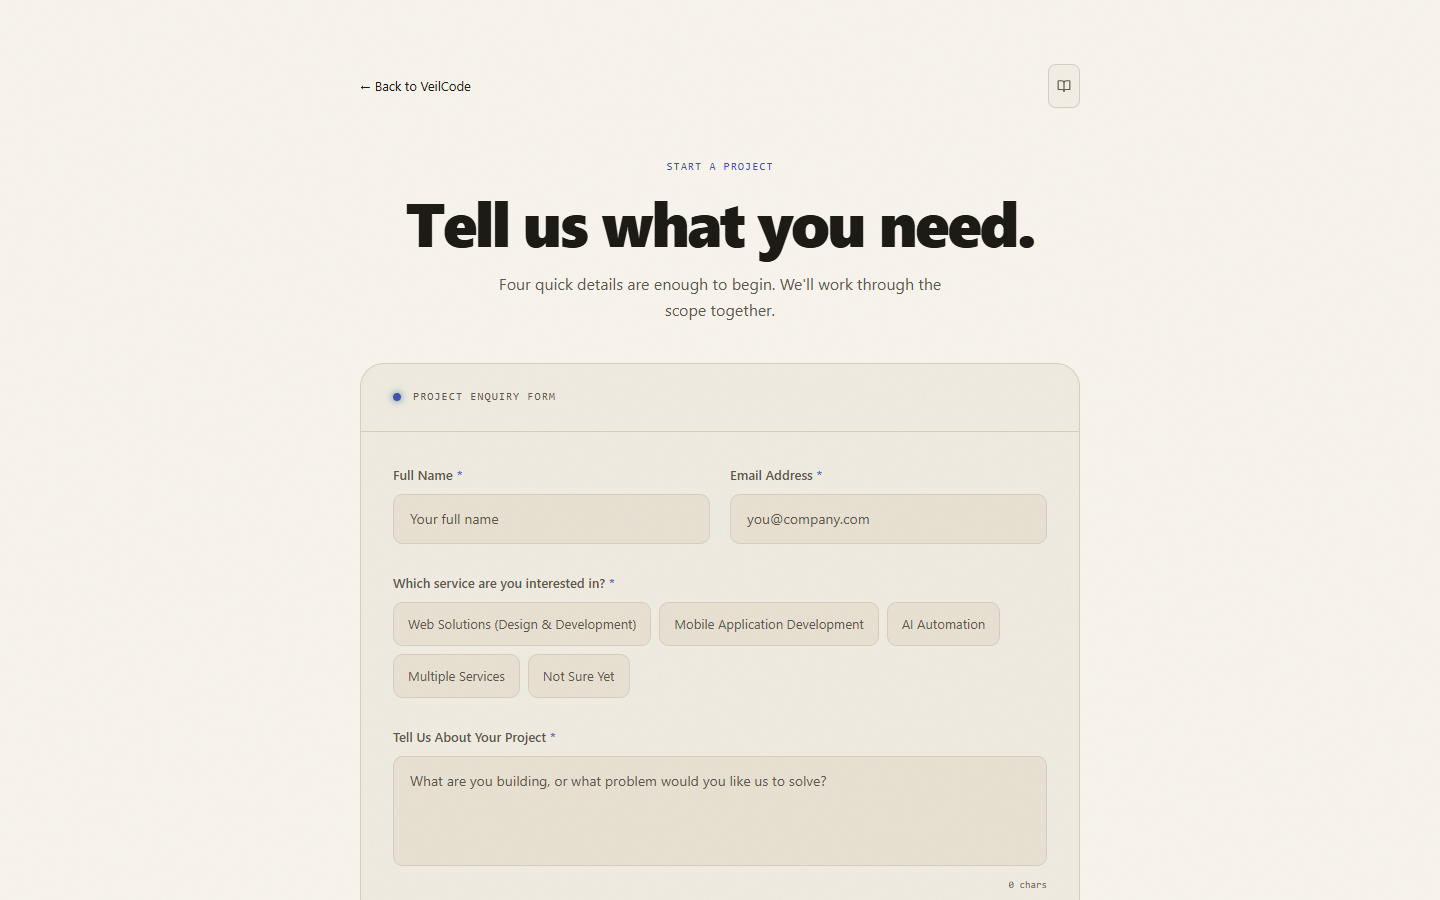 ← Back to VeilCode
START A PROJECT
Tell us what you need.
Four quick details are enough to begin. We'll work through the
scope together.
PROJECT ENQUIRY FORM
Full Name *
Email Address *
Your full name
you@company.com
Which service are you interested in? *
Web Solutions (Design & Development)
Mobile Application Development
AI Automation
Multiple Services
Not Sure Yet
Tell Us About Your Project *
What are you building, or what problem would you like us to solve?
0 chars